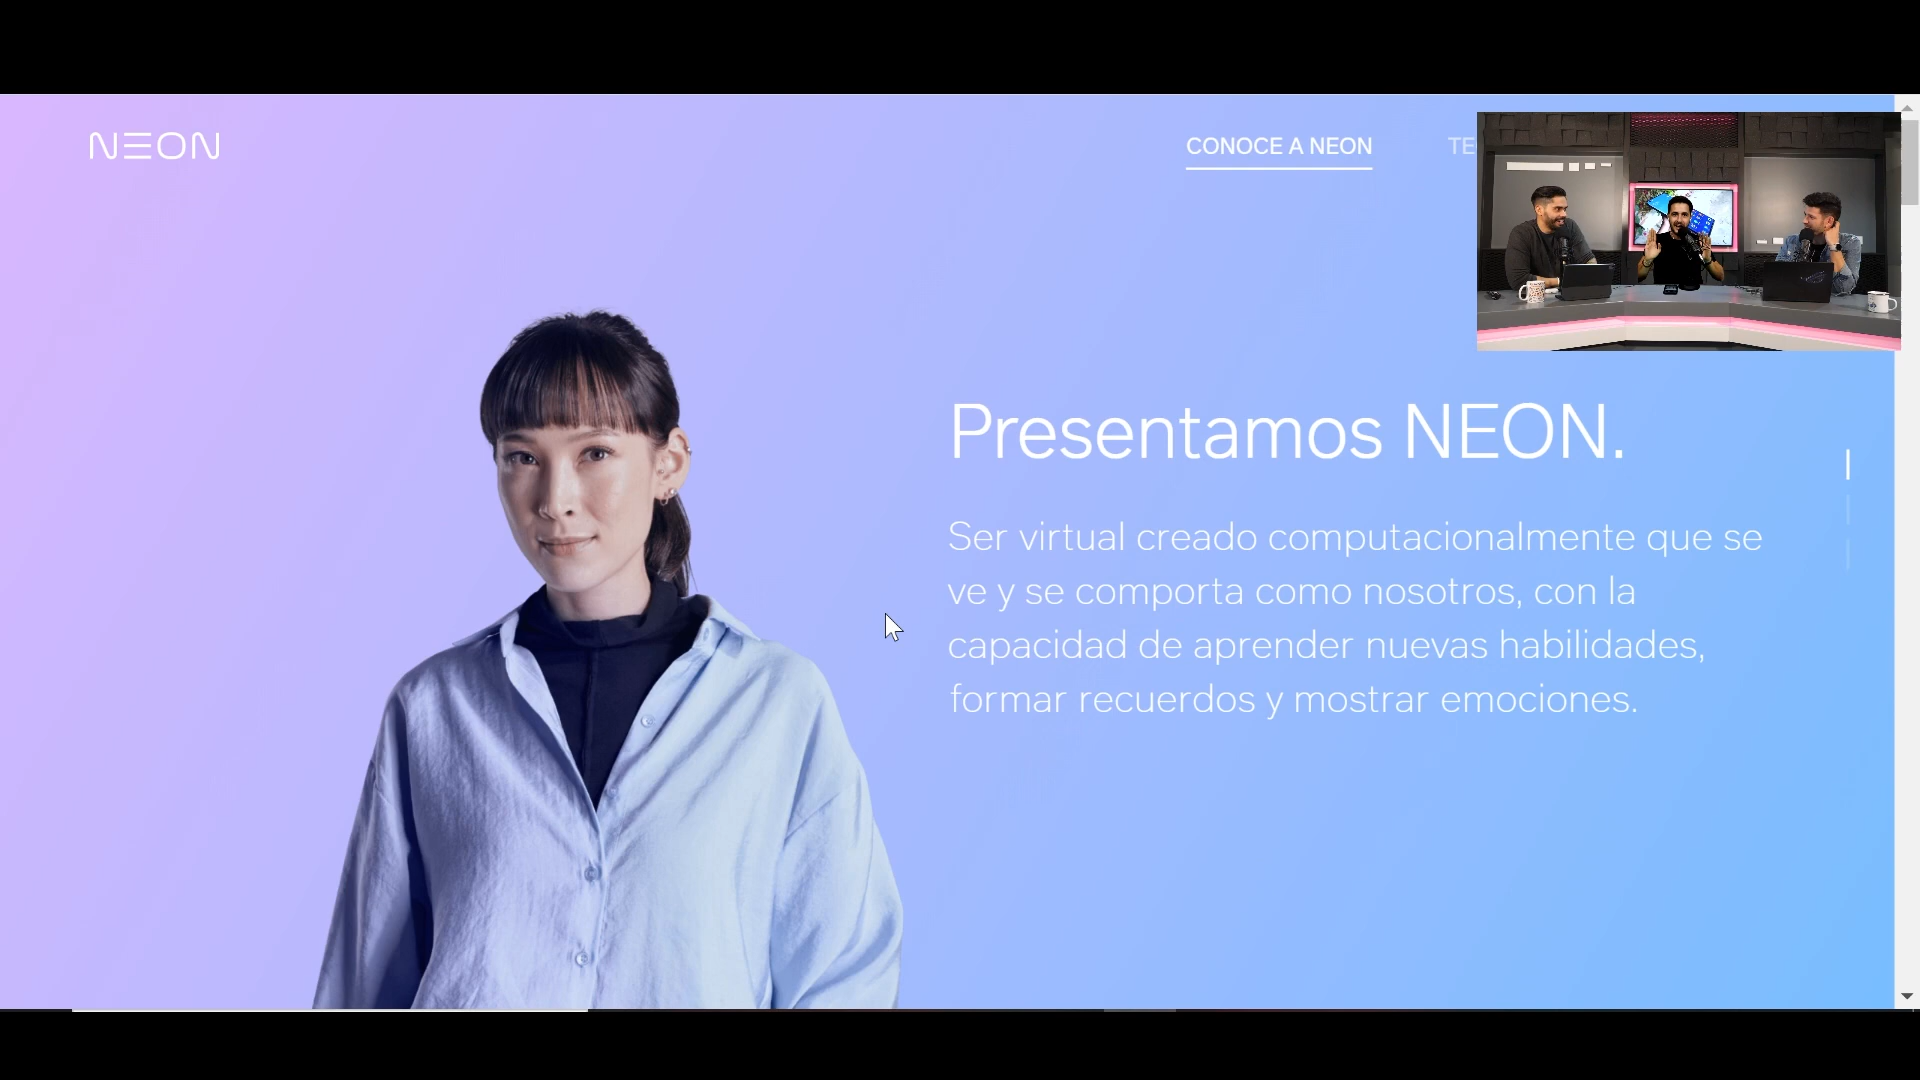 NEON
CONOCE A NEON
TE
Presentamos NEON.
Ser virtual creado computacionalmente que se
ve y se comporta como nosotros, con la
capacidad de aprender nuevas habilidades,
formar recuerdos y mostrar emociones.